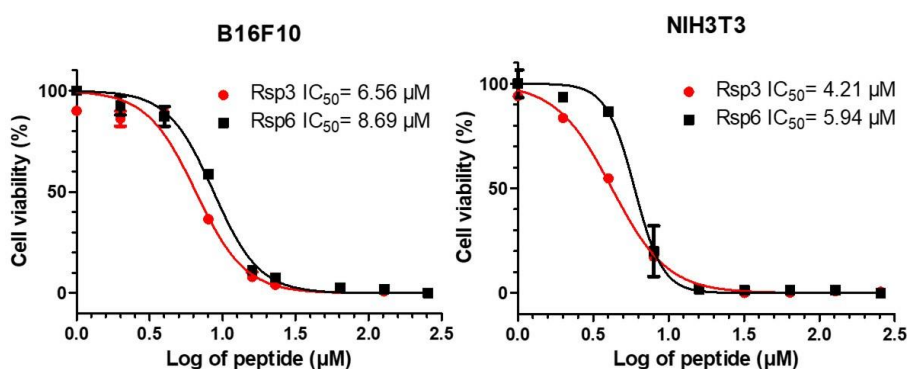 B16F10
Cell viability (%)
100
50
0
Rsp3 IC50= 6.56 µM
Rsp6 IC50= 8.69 µM
0.0 0.5 1.0 1.5 2.0 2.5
Log of peptide (µM)
NIH3T3
Cell viability (%)
100
50
0
Rsp3 IC50= 4.21 µM
Rsp6 IC50= 5.94 µM
0.0 0.5 1.0 1.5 2.0 2.5
Log of peptide (µM)